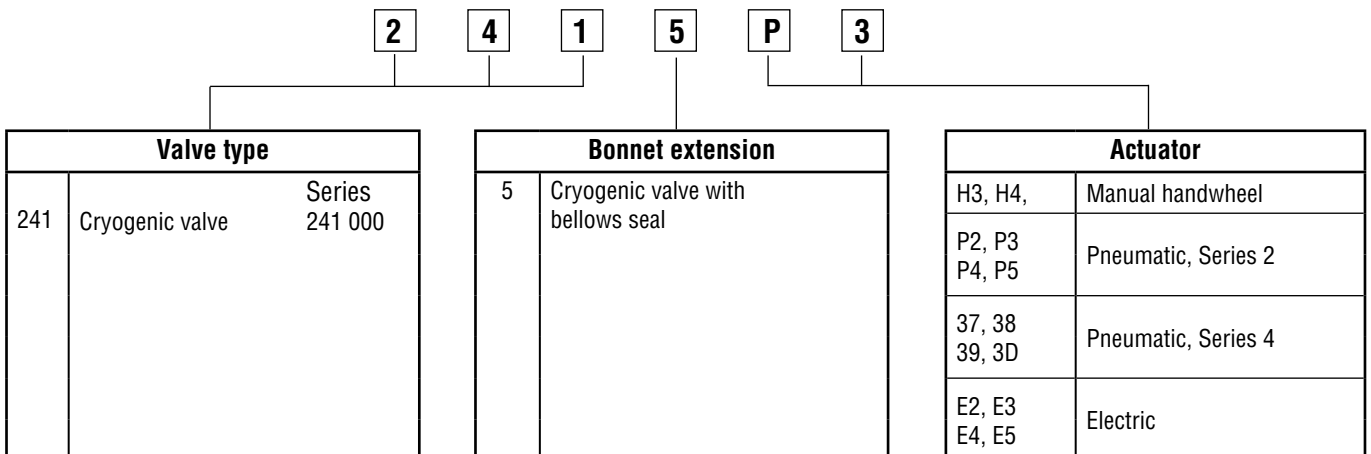 2 4 1 5 P 3
Valve type
Series
241 Cryogenic valve 241 000
Bonnet extension
5 Cryogenic valve with
bellows seal
Actuator
H3, H4, Manual handwheel
P2, P3
P4, P5
Pneumatic, Series 2
37, 38
39, 3D
Pneumatic, Series 4
E2, E3
E4, E5
Electric